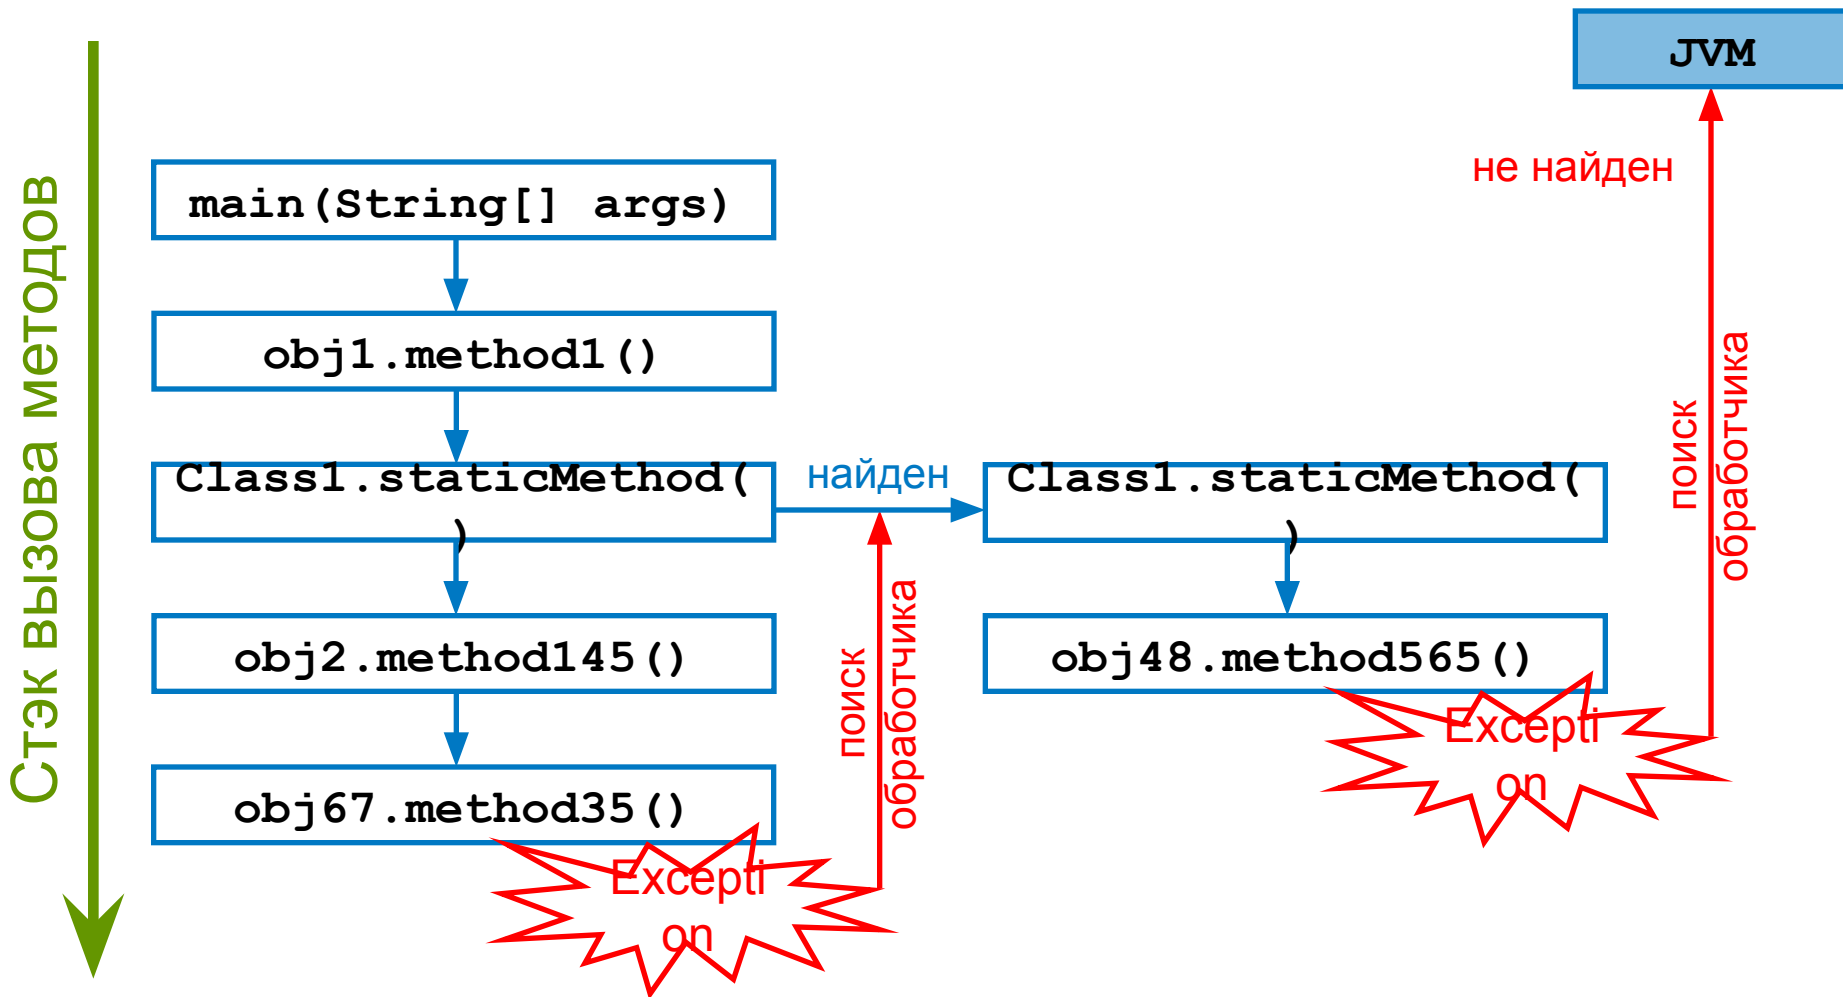 Стэк вызова методов
main(String[] args)
obj1.method1()
Class1.staticMethod(
)
obj2.method145()
obj67.method35()
Excepti
on
поиск
обработчика
найден
Class1.staticMethod(
)
obj48.method565()
Excepti
on
поиск
обработчика
не найден
JVM